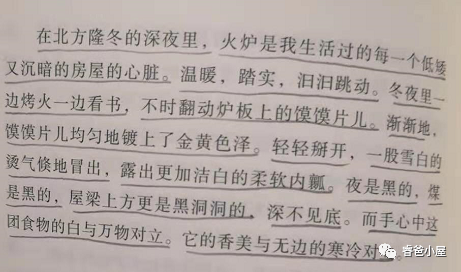 在北方隆冬的深夜里，火炉是我生活过的每一个低矮
又沉暗的房屋的心脏。温暖，踏实，汩汩跳动。冬夜里一
边烤火一边看书，不时翻动炉板上的馍馍片儿。渐渐地，
馍馍片儿均匀地镀上了金黄色泽。轻轻掰开，一股雪白的
烫气倏地冒出，露出更加洁白的柔软内瓤。夜是黑的，煤
是黑的，屋梁上方更是黑洞洞的，深不见底。而手心中这
团食物的白与万物对立。它的香美与无边的寒冷对
春爸小屋